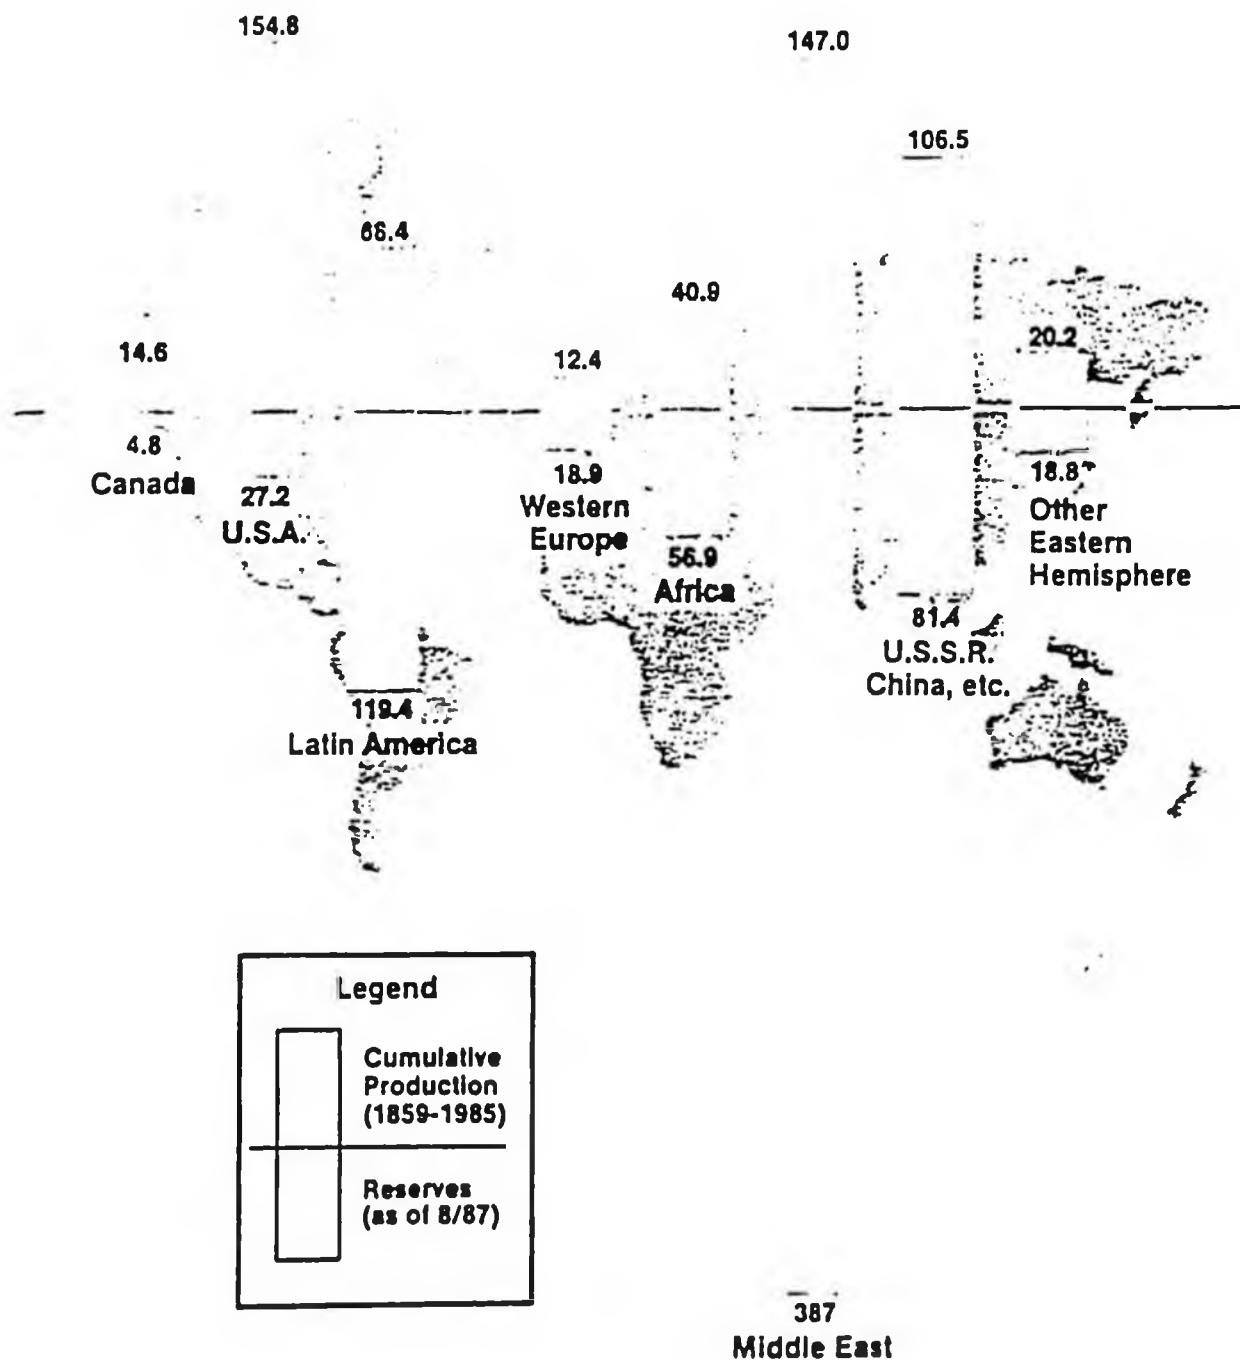 154.8
147.0
106.5
66.4
40.9
20.2
14.6
12.4
4.8
Canada
27.2
U.S.A.
18.9
Western
Europe
56.9
Africa
18.8
Other
Eastern
Hemisphere
81.4
U.S.S.R.
China, etc.
119.4
Latin America
Legend
Cumulative
Production
(1859-1985)
Reserves
(as of 8/87)
387
Middle East